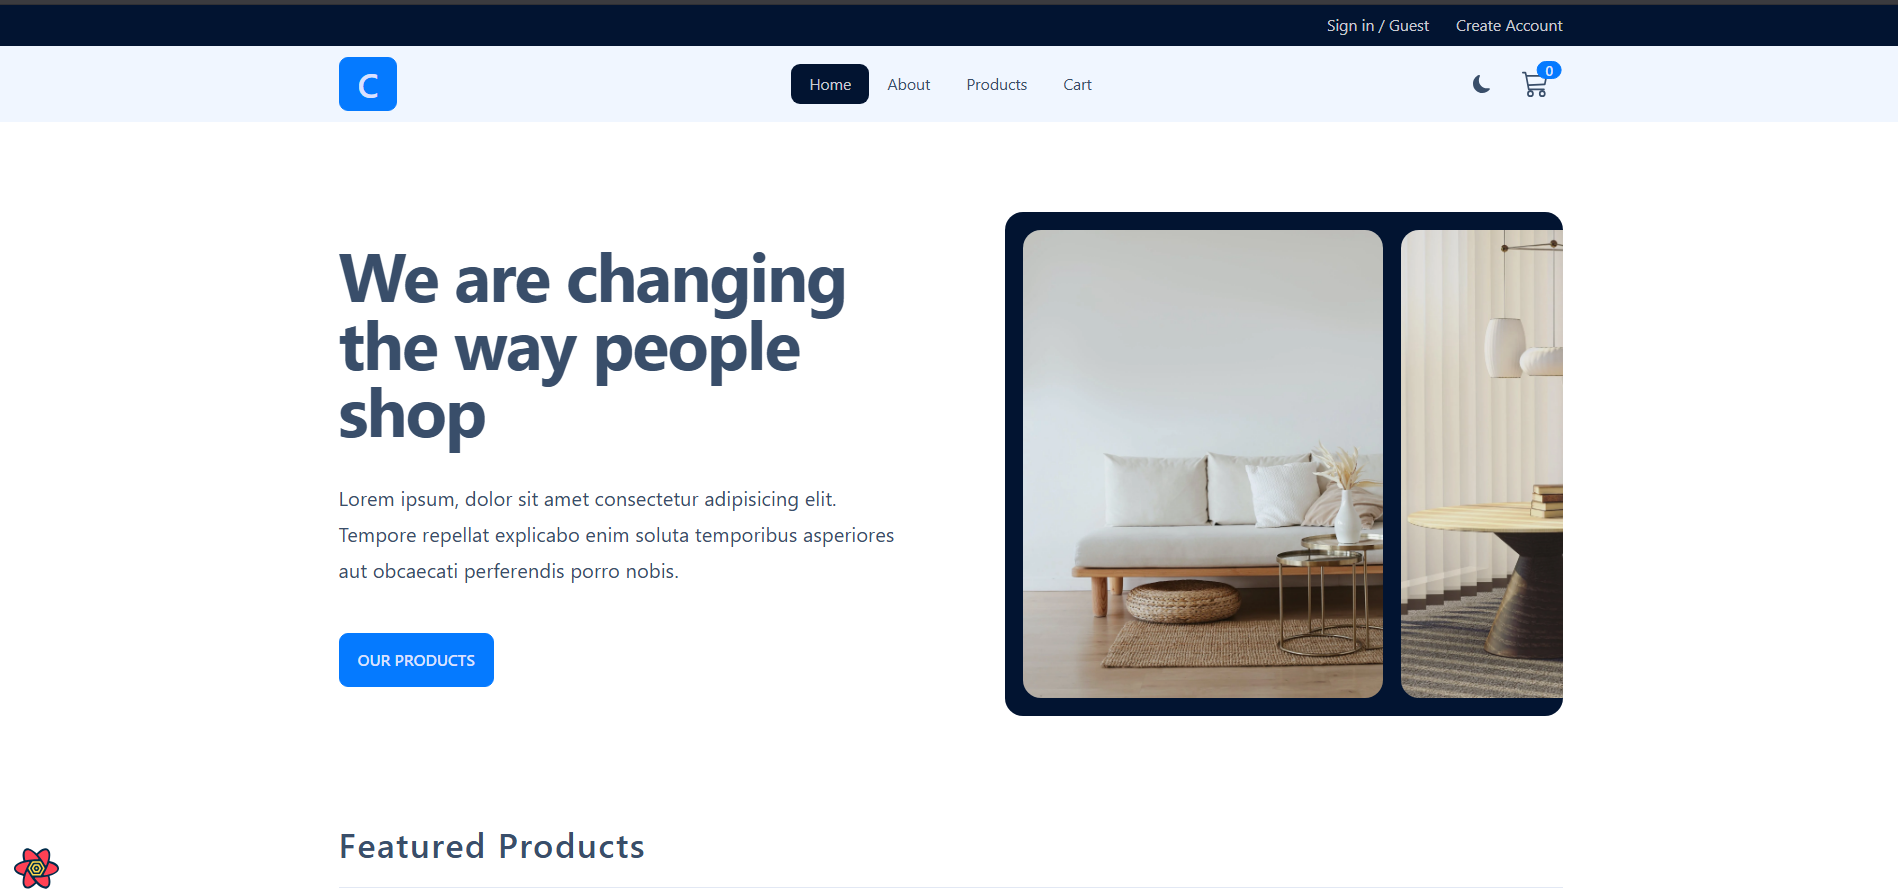 Sign in / Guest Create Account
C Home About Products Cart 0
We are changing
the way people
shop
Lorem ipsum, dolor sit amet consectetur adipisicing elit.
Tempore repellat explicabo enim soluta temporibus asperiores
aut obcaecati perferendis porro nobis.
OUR PRODUCTS
Featured Products